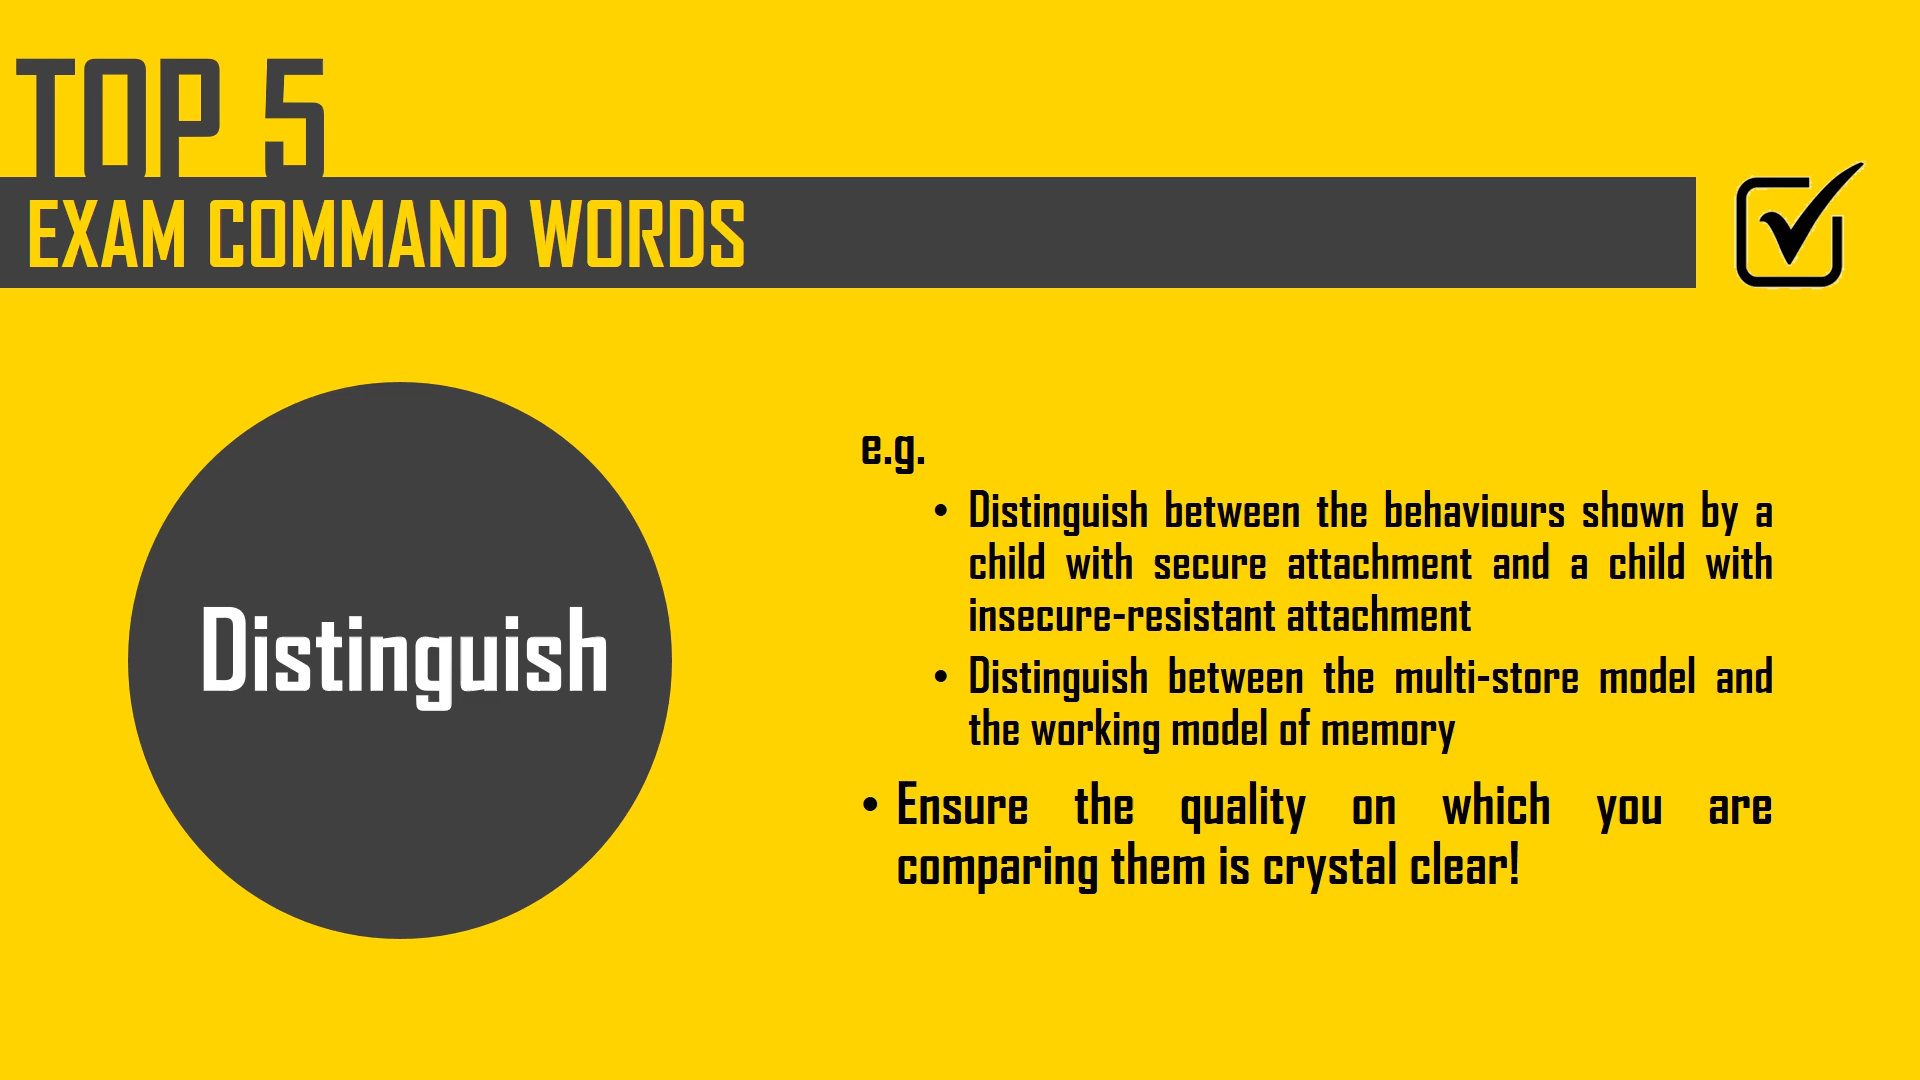 TOP 5
EXAM COMMAND WORDS
Distinguish
e.g.
• Distinguish between the behaviours shown by a
child with secure attachment and a child with
insecure-resistant attachment
• Distinguish between the multi-store model and
the working model of memory
• Ensure the quality on which you are
comparing them is crystal clear!